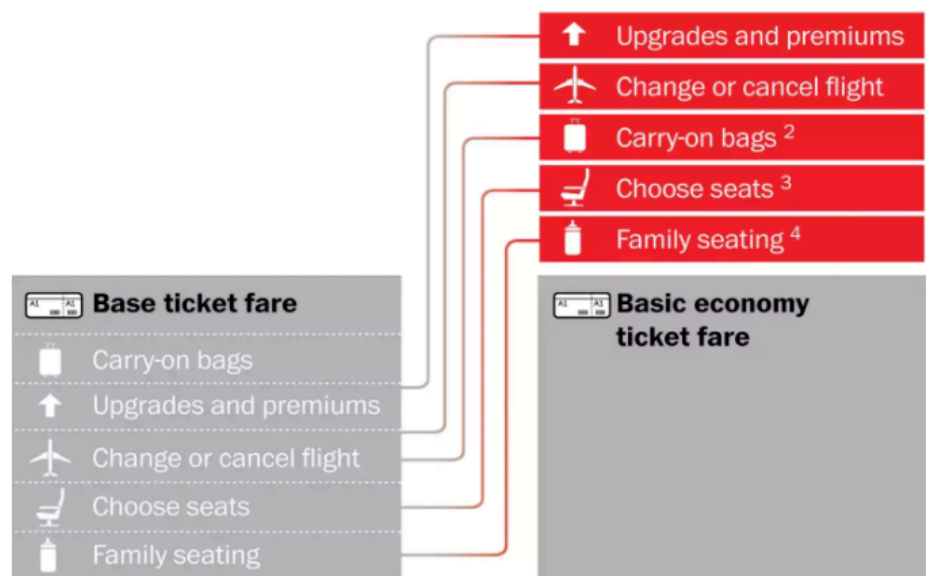 Upgrades and premiums
Change or cancel flight
Carry-on bags 2
Choose seats 3
Family seating 4
A1 A1 Base ticket fare
Carry-on bags
Upgrades and premiums
Change or cancel flight
Choose seats
Family seating
A1 A1 Basic economy
ticket fare